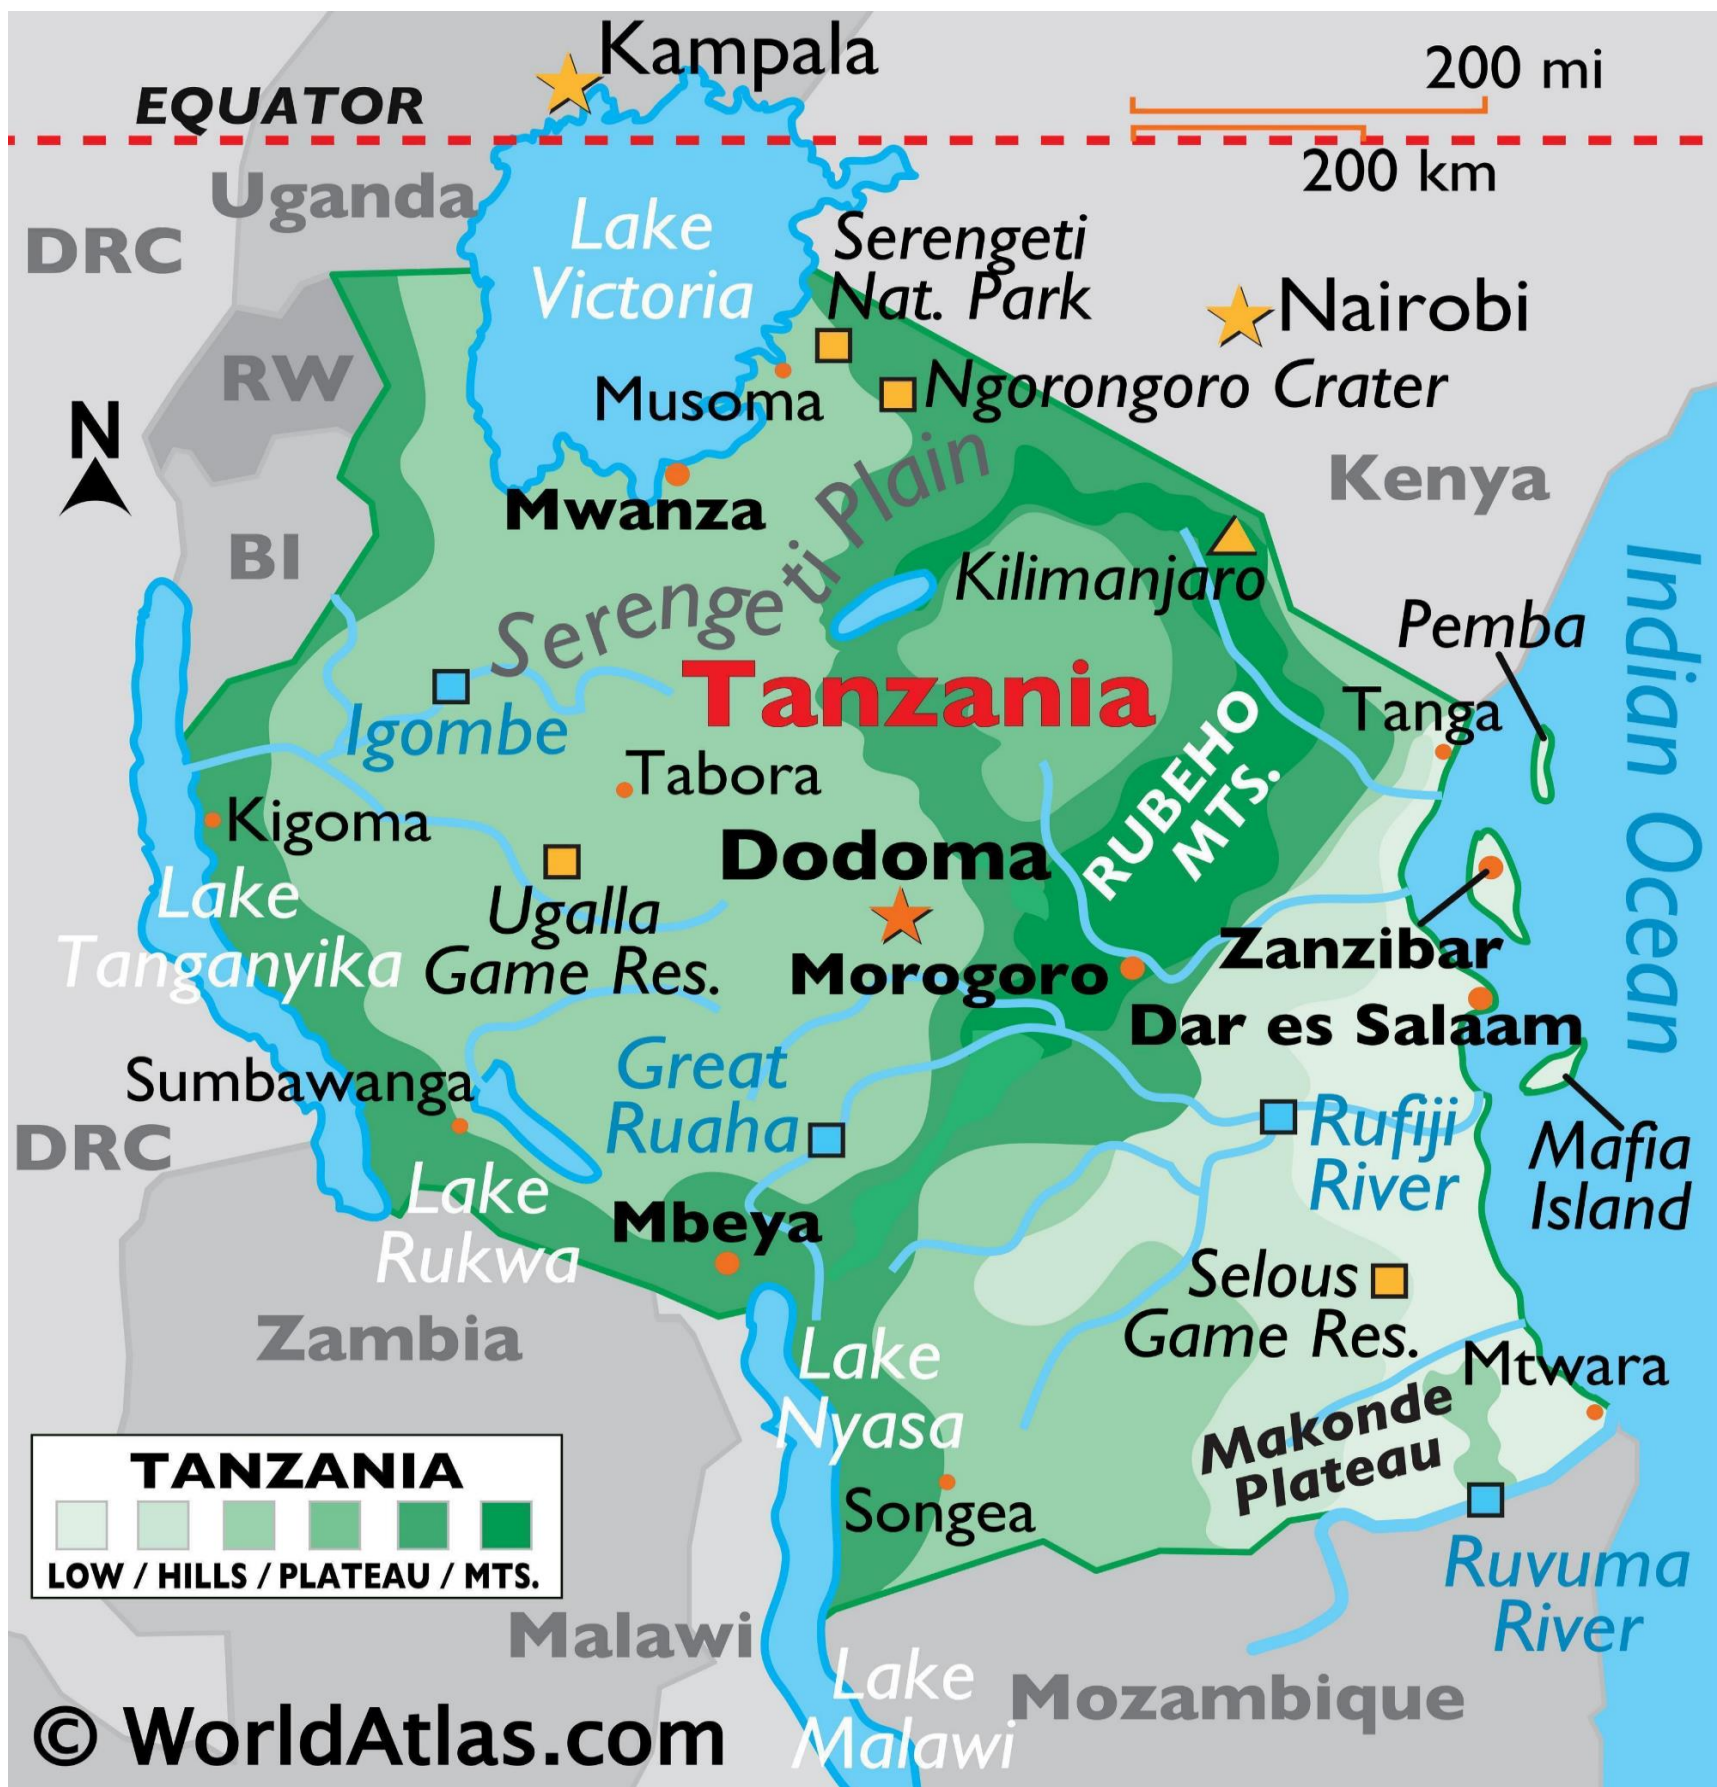 Kampala
200 mi
EQUATOR
200 km
Uganda
DRC
Lake
Victoria
Serengeti
Nat. Park
Nairobi
RW
Musoma
Ngorongoro Crater
N
Kenya
Mwanza
Serengeti Plain
BI
Kilimanjaro
Indian Ocean
Pemba
Tanzania
Tanga
Igombe
RUBEHO
MTS.
Tabora
Kigoma
Dodoma
Lake
Tanganyika
Ugalla
Game Res.
Morogoro
Zanzibar
Dar es Salaam
Sumbawanga
Great
Ruaha
Rufiji
River
Mafia
Island
DRC
Lake
Rukwa
Mbeya
Selous
Game Res.
Zambia
Lake
Nyasa
Mtwara
Makonde
Plateau
TANZANIA
LOW / HILLS / PLATEAU / MTS.
Songea
Ruvuma
River
Malawi
Lake
Malawi
Mozambique
© WorldAtlas.com